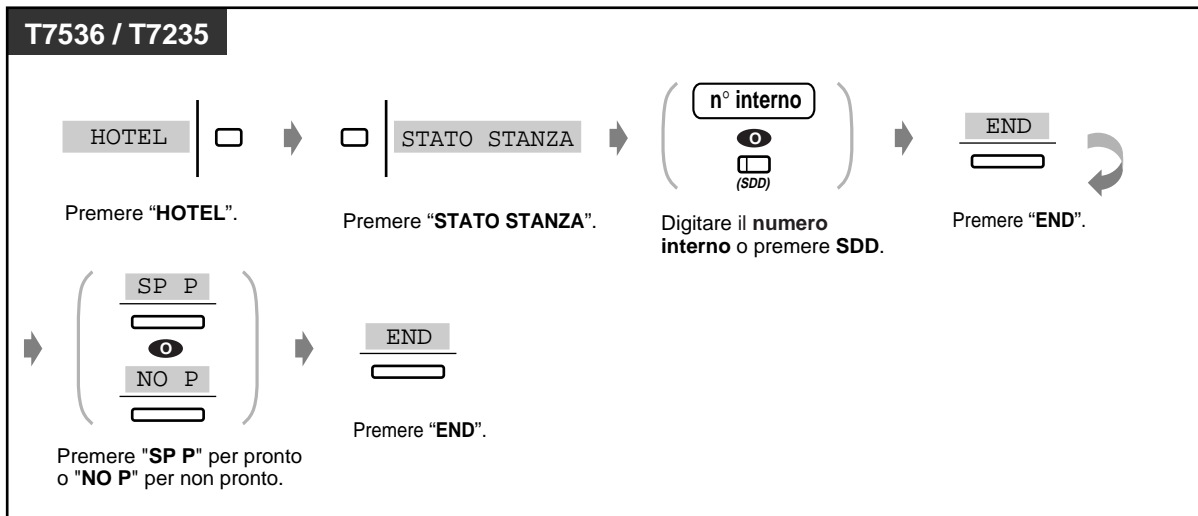 T7536 / T7235
HOTEL
STATO STANZA
n° interno
O
(SDD)
END
Premere “HOTEL”.
Premere “STATO STANZA”.
Digitare il numero
interno o premere SDD.
Premere “END”.
SP P
O
NO P
END
Premere "SP P" per pronto
o "NO P" per non pronto.
Premere “END”.